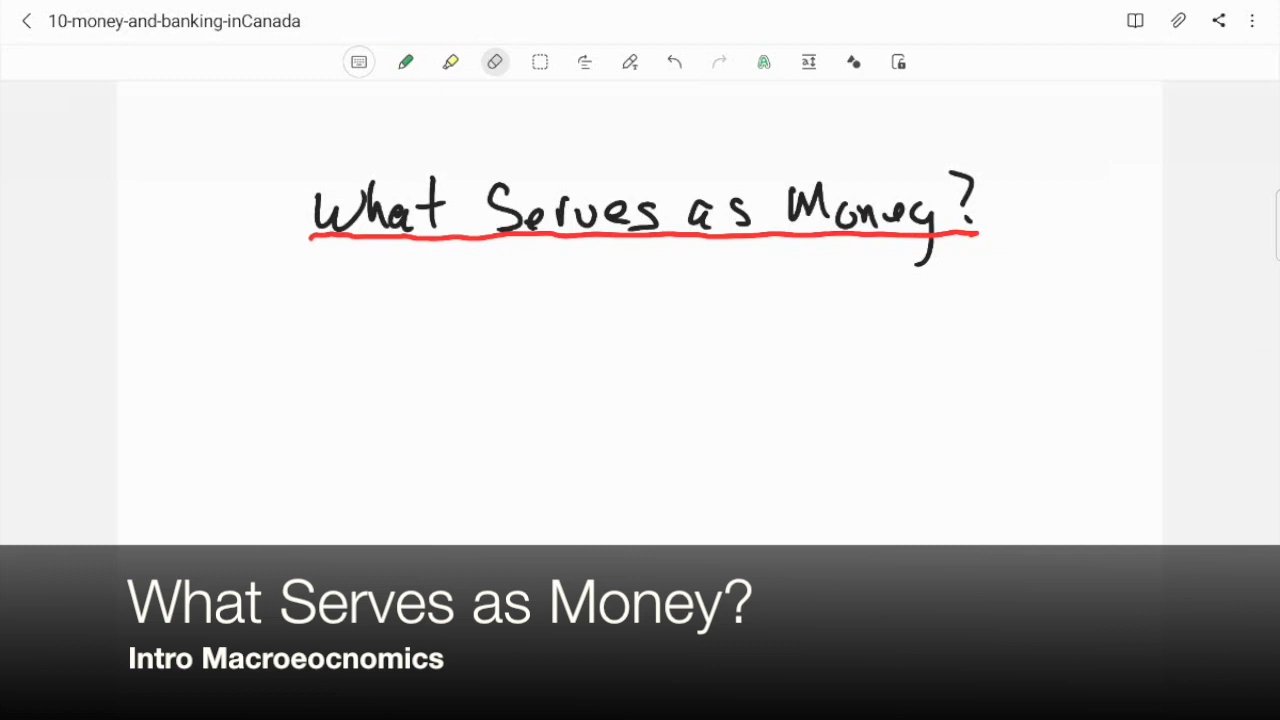 10-money-and-banking-inCanada
What Serves as Money?
What Serves as Money?
Intro Macroeocnomics